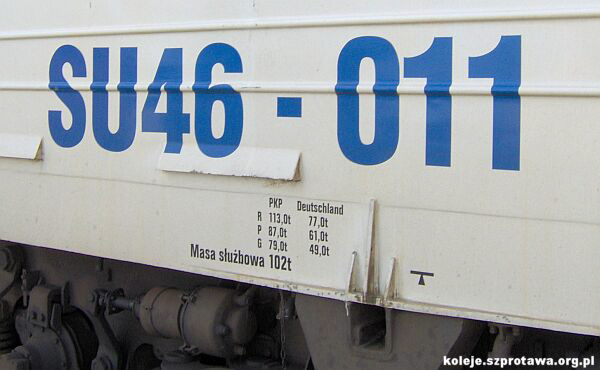 SU46-011
PKP Deutschland
R 113,0t 77,0t
P 87,0t 61,0t
G 79,0t 49,0t
Masa służbowa 102t
koleje.szprotawa.org.pl